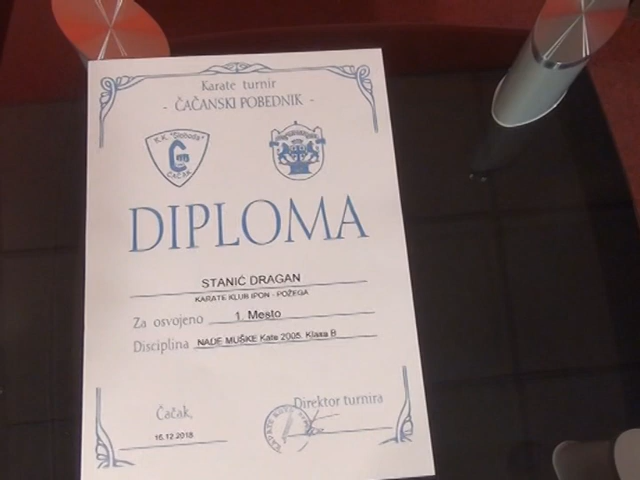 Karate turnir
- ČAČANSKI POBEDNIK -
K.K. "Sloboda"
ČAČAK
DIPLOMA
STANIĆ DRAGAN
KARATE KLUB IPON - POŽEGA
Za osvojeno 1. Mesto
Disciplina NADE MUŠKE Kate 2005. Klasa B
Čačak, Direktor turnira
16.12.2018